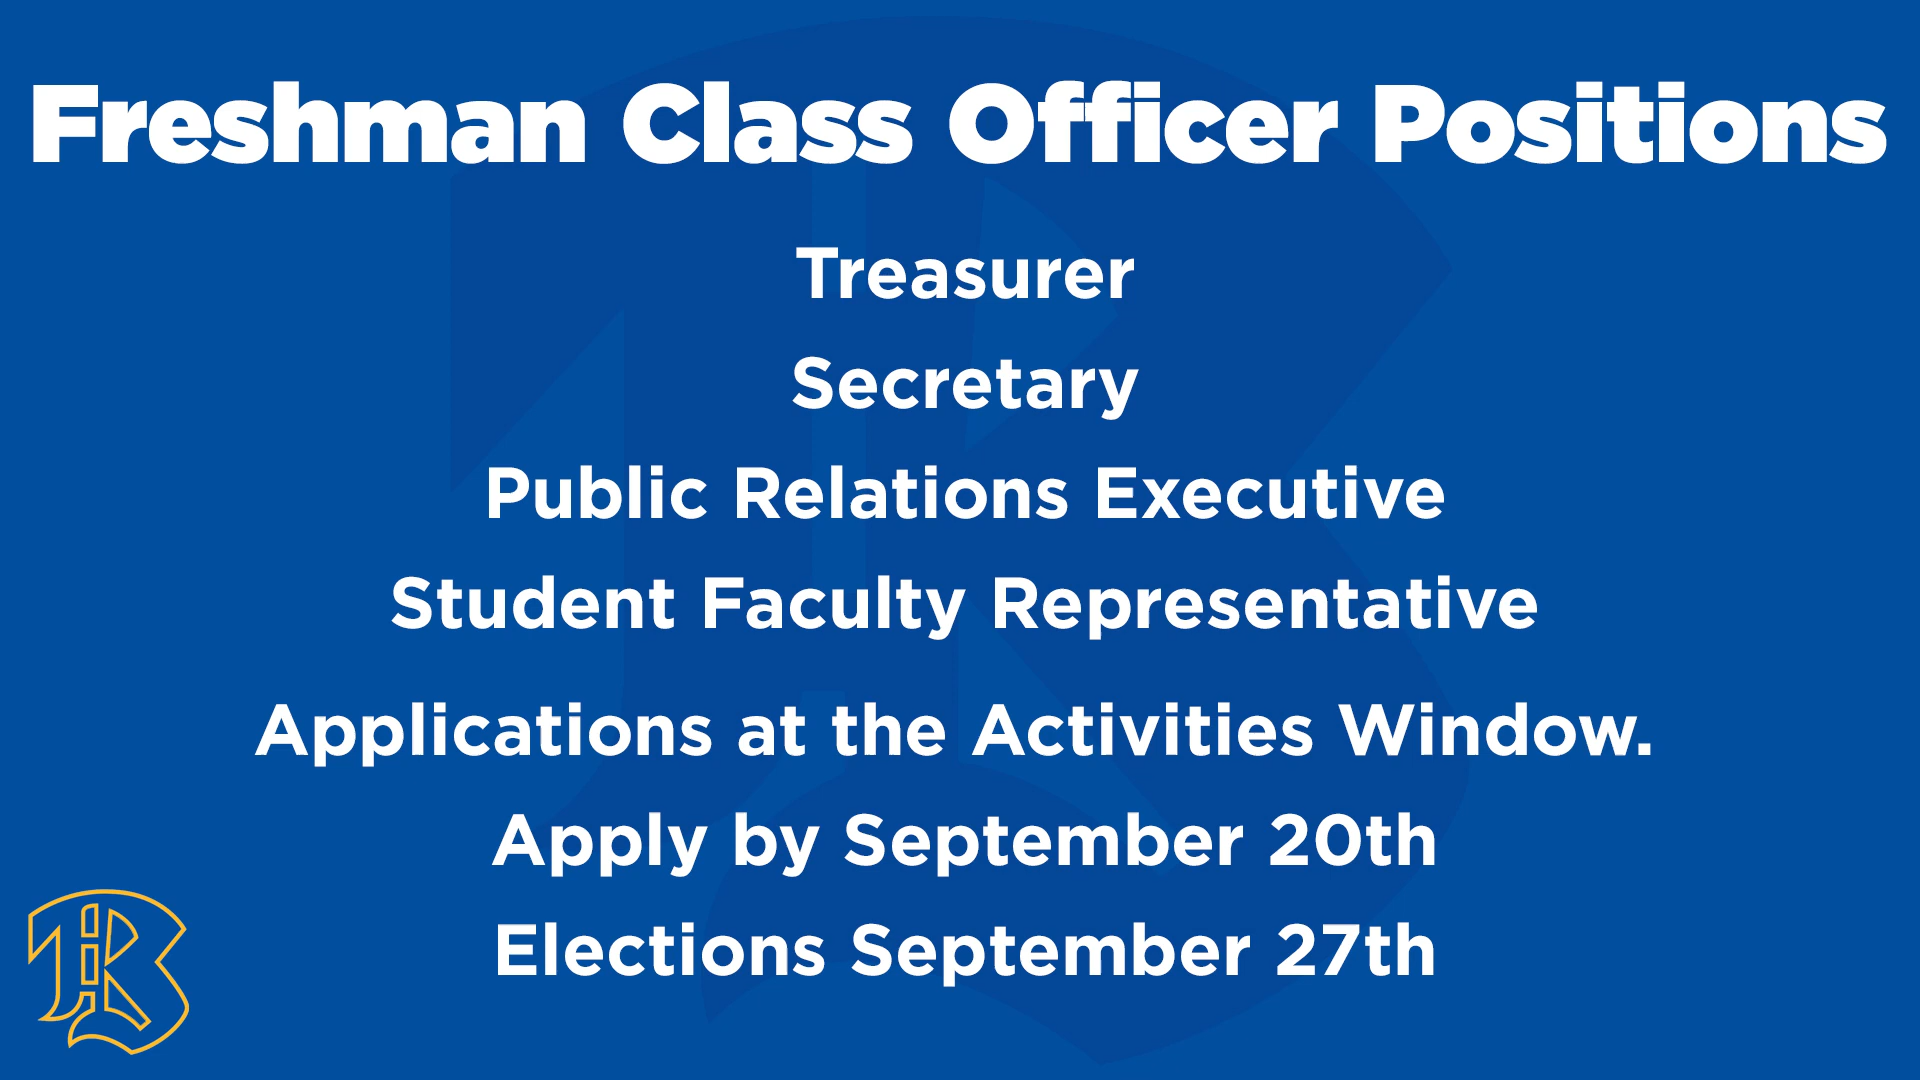 Freshman Class Officer Positions
Treasurer
Secretary
Public Relations Executive
Student Faculty Representative
Applications at the Activities Window.
Apply by September 20th
Elections September 27th
B